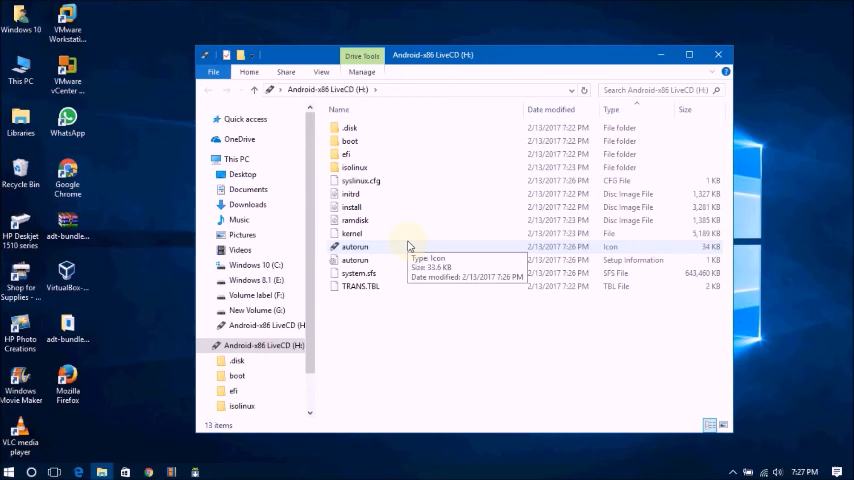 Windows 10
VMware Workstati...
This PC
VMware vCenter ...
Libraries
WhatsApp
Recycle Bin
Google Chrome
HP Deskjet 1510 series
adt-bundle...
Shop for Supplies - ...
VirtualBox-...
HP Photo Creations
adt-bundle...
Windows Movie Maker
Mozilla Firefox
VLC media player
Drive Tools
Android-x86 LiveCD (H:)
File
Home
Share
View
Manage
Android-x86 LiveCD (H:)
Search Android-x86 LiveCD (H:)
Quick access
OneDrive
This PC
Desktop
Documents
Downloads
Music
Pictures
Videos
Windows 10 (C:)
Windows 8.1 (E:)
Volume label (F:)
New Volume (G:)
Android-x86 LiveCD (H
Android-x86 LiveCD (H:)
.disk
boot
efi
isolinux
Name Date modified Type Size
.disk 2/13/2017 7:22 PM File folder
boot 2/13/2017 7:22 PM File folder
efi 2/13/2017 7:22 PM File folder
isolinux 2/13/2017 7:23 PM File folder
syslinux.cfg 2/13/2017 7:22 PM CFG File 1 KB
initrd 2/13/2017 7:22 PM Disc Image File 1,327 KB
install 2/13/2017 7:22 PM Disc Image File 3,281 KB
ramdisk 2/13/2017 7:23 PM Disc Image File 1,385 KB
kernel 2/13/2017 7:23 PM File 5,189 KB
autorun 2/13/2017 7:26 PM Icon 34 KB
autorun 2/13/2017 7:26 PM Setup Information 1 KB
system.sfs 2/13/2017 7:26 PM SFS File 643,460 KB
TRANS.TBL 2/13/2017 7:22 PM TBL File 2 KB
Type: Icon
Size: 33.6 KB
Date modified: 2/13/2017 7:26 PM
13 items
7:27 PM